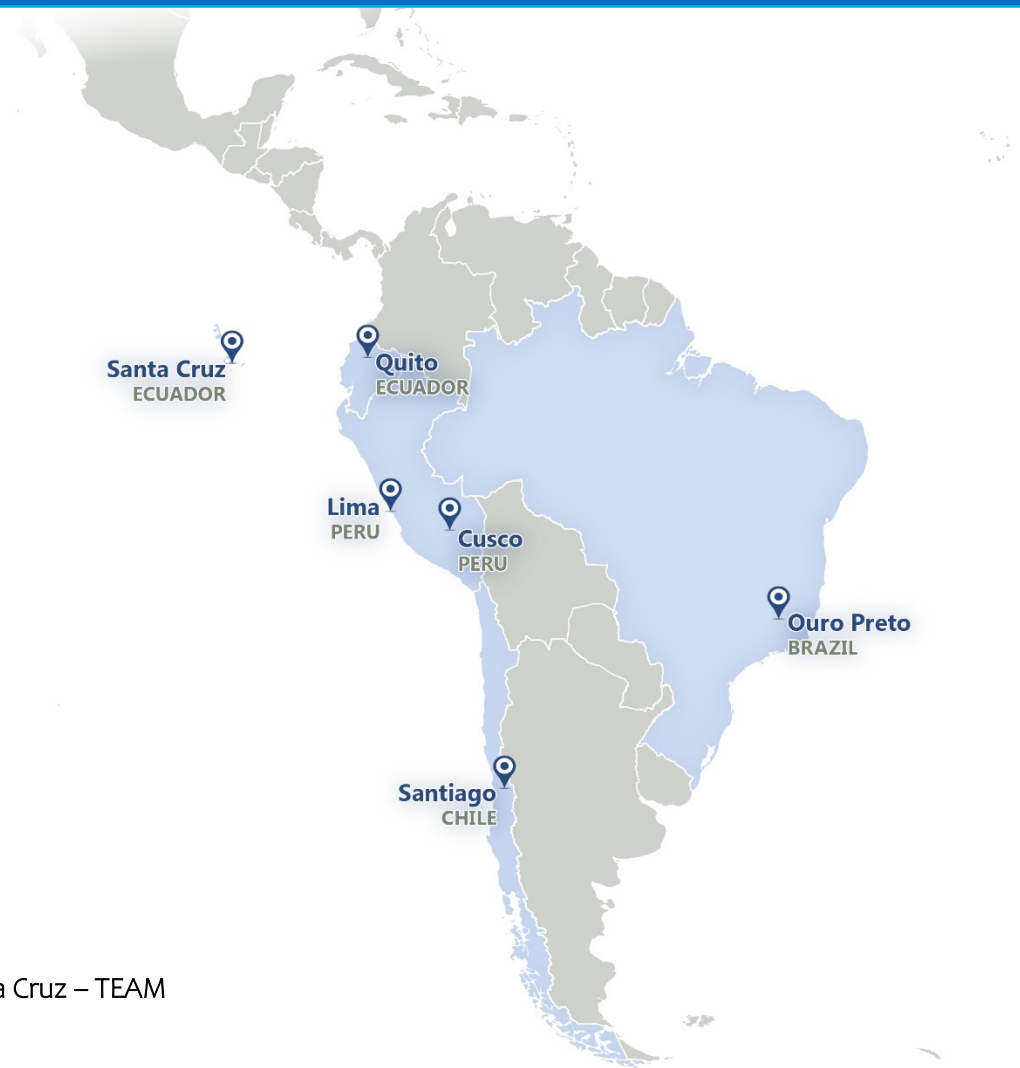 Santa Cruz
ECUADOR
Quito
ECUADOR
Lima
PERU
Cusco
PERU
Ouro Preto
BRAZIL
Santiago
CHILE
a Cruz – TEAM